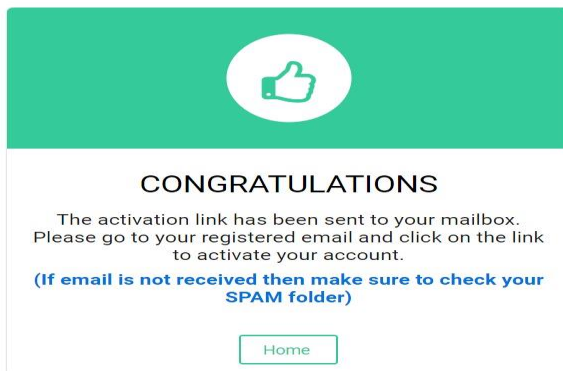 CONGRATULATIONS
The activation link has been sent to your mailbox.
Please go to your registered email and click on the link
to activate your account.
(If email is not received then make sure to check your
SPAM folder)
Home